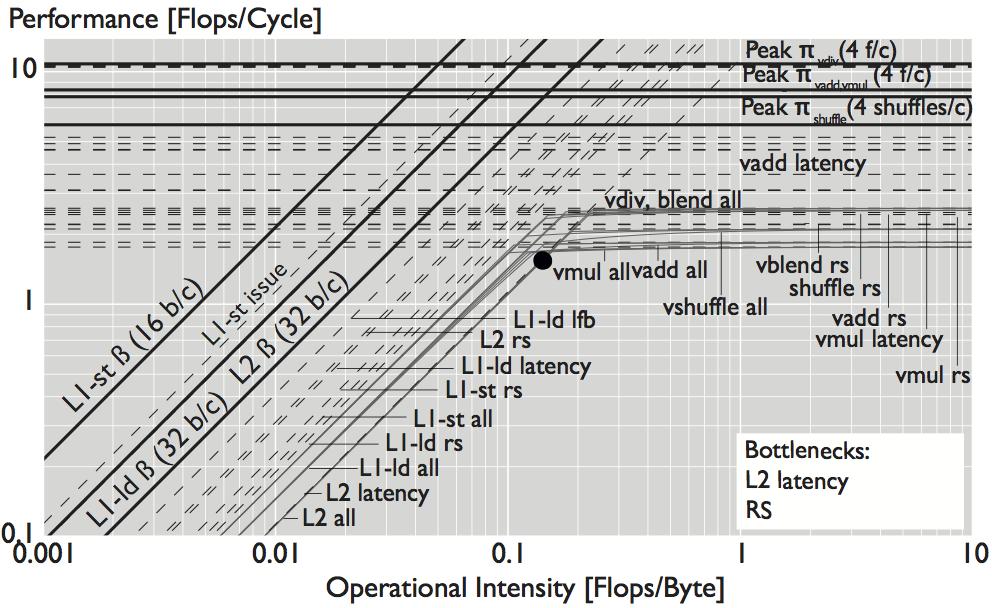 Performance [Flops/Cycle]
10
Peak π vdiv (4 f/c)
Peak π vadd,vmul (4 f/c)
Peak π shuffle (4 shuffles/c)
vadd latency
vdiv, blend all
vmul all
vadd all
vblend rs
vshuffle all
shuffle rs
vadd rs
vmul latency
vmul rs
1
L1-st ß (16 b/c)
L1-st issue
L2 ß (32 b/c)
L1-ld ß (32 b/c)
L1-ld lfb
L2 rs
L1-ld latency
L1-st rs
L1-st all
L1-ld rs
L1-ld all
L2 latency
L2 all
Bottlenecks:
L2 latency
RS
0.1
0.001
0.01
0.1
1
10
Operational Intensity [Flops/Byte]